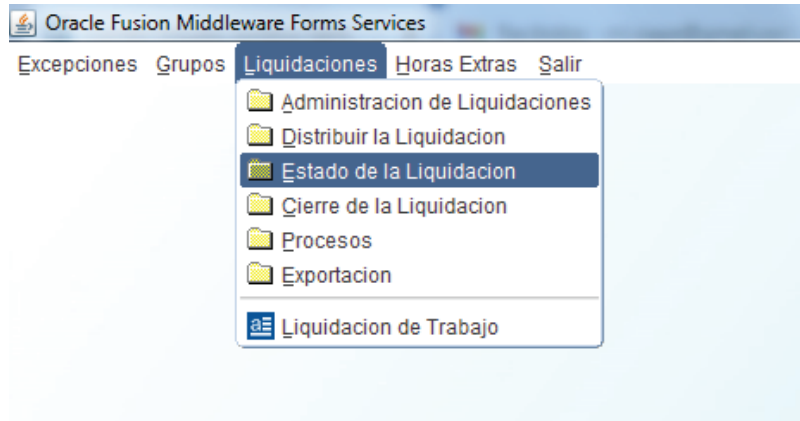 Oracle Fusion Middleware Forms Services
Excepciones Grupos Liquidaciones Horas Extras Salir
Administracion de Liquidaciones
Distribuir la Liquidacion
Estado de la Liquidacion
Cierre de la Liquidacion
Procesos
Exportacion
Liquidacion de Trabajo